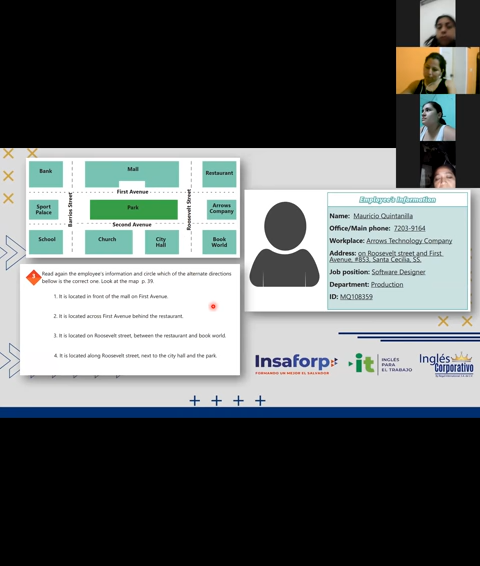 Bank
Mall
Restaurant
First Avenue
Sport
Palace
Barrios Street
Park
Roosevelt Street
Arrows
Company
Second Avenue
School
Church
City
Hall
Book
World
3
Read again the employee's information and circle which of the alternate directions
bellow is the correct one. Look at the map p. 39.
1. It is located in front of the mall on First Avenue.
2. It is located across First Avenue behind the restaurant.
3. It is located on Roosevelt street, between the restaurant and book world.
4. It is located along Roosevelt street, next to the city hall and the park.
Employee's Information
Name: Mauricio Quintanilla
Office/Main phone: 7203-9164
Workplace: Arrows Technology Company
Address: on Roosevelt street and First
Avenue, #853, Santa Cecilia, SS.
Job position: Software Designer
Department: Production
ID: MQ108359
Insaforp
FORMANDO UN MEJOR EL SALVADOR
it
INGLÉS
PARA
EL TRABAJO
Inglés
Corporativo